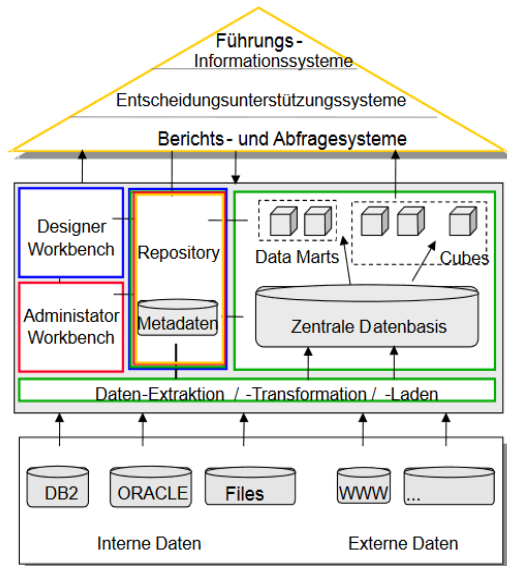 Führungs-
Informationssysteme
Entscheidungsunterstützungssysteme
Berichts- und Abfragesysteme
Designer
Workbench
Repository
Metadaten
Administator
Workbench
Data Marts
Cubes
Zentrale Datenbasis
Daten-Extraktion / -Transformation / -Laden
DB2
ORACLE
Files
WWW
...
Interne Daten
Externe Daten